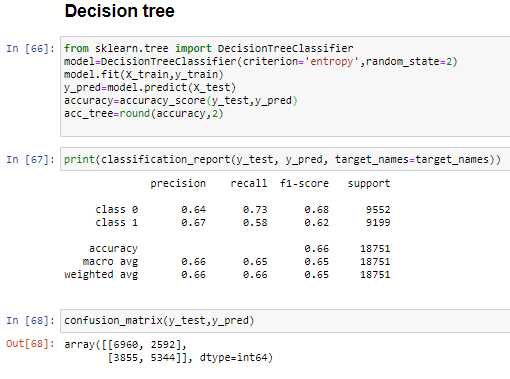 Decision tree
In [66]: from sklearn.tree import DecisionTreeClassifier
model=DecisionTreeClassifier(criterion='entropy',random_state=2)
model.fit(X_train,y_train)
y_pred=model.predict(X_test)
accuracy=accuracy_score(y_test,y_pred)
acc_tree=round(accuracy,2)
In [67]: print(classification_report(y_test, y_pred, target_names=target_names))
precision recall f1-score support
class 0 0.64 0.73 0.68 9552
class 1 0.67 0.58 0.62 9199
accuracy 0.66 18751
macro avg 0.66 0.65 0.65 18751
weighted avg 0.66 0.66 0.65 18751
In [68]: confusion_matrix(y_test,y_pred)
Out[68]: array([[6960, 2592],
[3855, 5344]], dtype=int64)